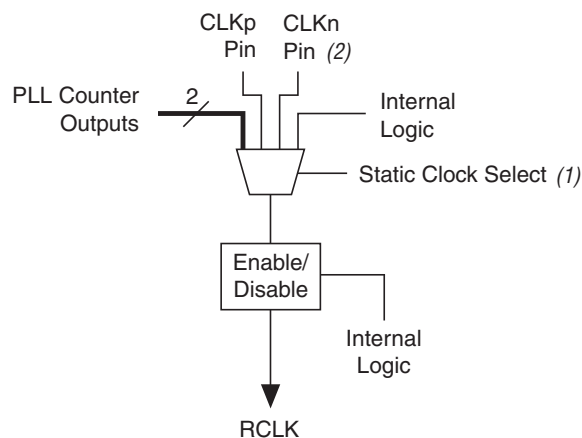 CLKp
Pin
CLKn
Pin (2)
PLL Counter
Outputs
2
Internal
Logic
Static Clock Select (1)
Enable/
Disable
Internal
Logic
RCLK